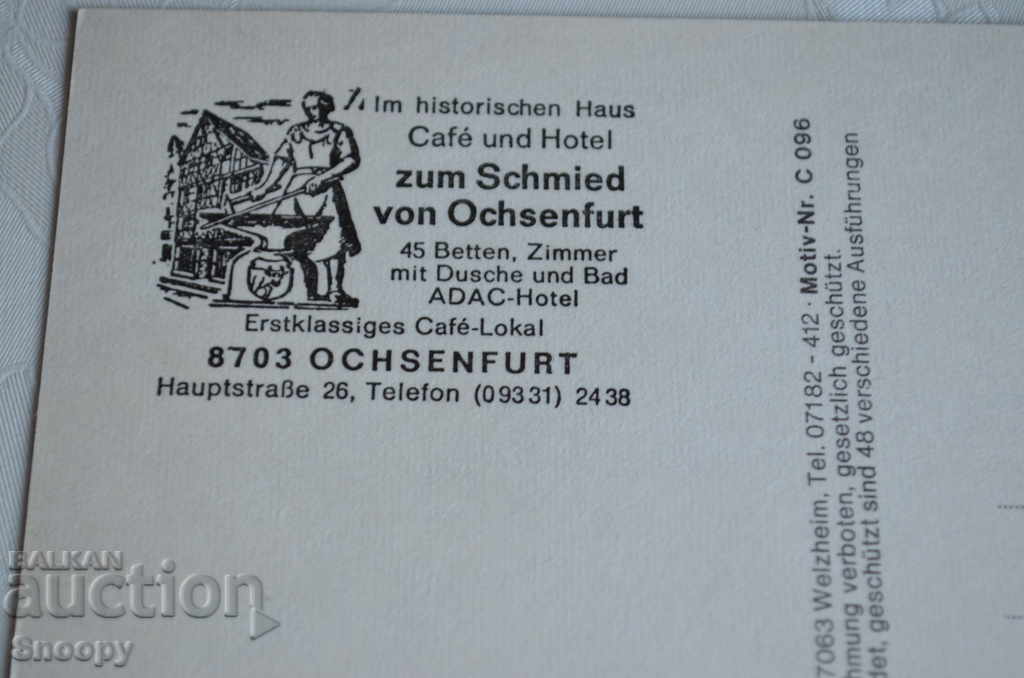 Im historischen Haus
Café und Hotel
zum Schmied
von Ochsenfurt
45 Betten, Zimmer
mit Dusche und Bad
ADAC-Hotel
Erstklassiges Café-Lokal
8703 OCHSENFURT
Hauptstraße 26, Telefon (09331) 2438
7063 Welzheim, Tel. 07182 - 412 · Motiv-Nr. C 096
verboten, gesetzlich geschützt.
geschützt sind 48 verschiedene Ausführungen
BALKAN
auction
Snoopy